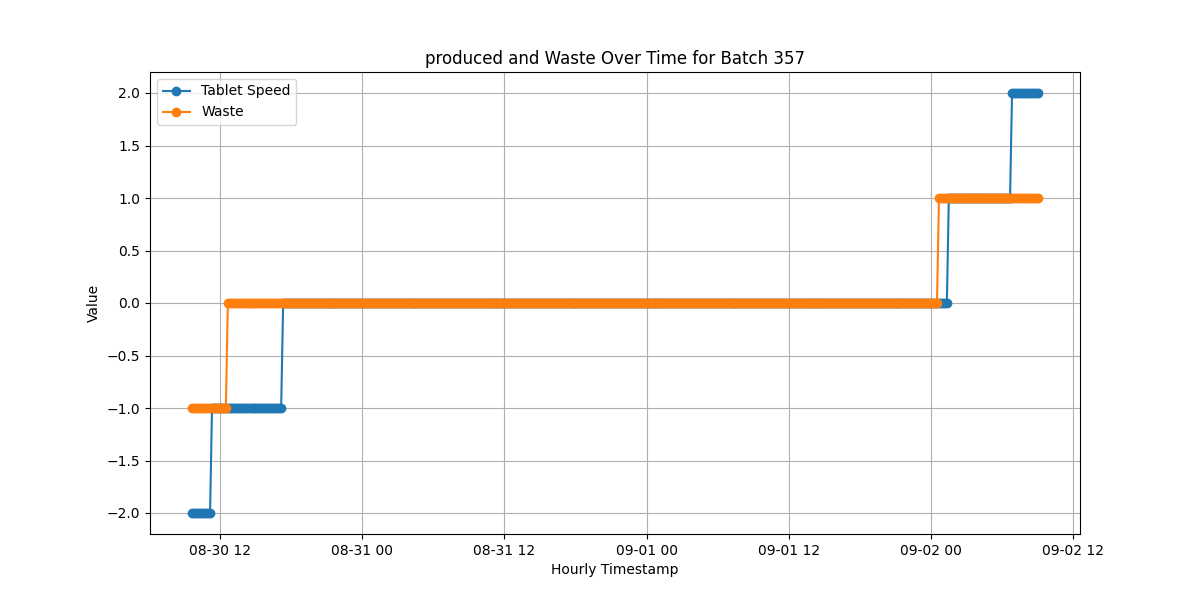 produced and Waste Over Time for Batch 357
Tablet Speed
Waste
2.0
1.5
1.0
0.5
0.0
−0.5
−1.0
−1.5
−2.0
Value
08-30 12 08-31 00 08-31 12 09-01 00 09-01 12 09-02 00 09-02 12
Hourly Timestamp